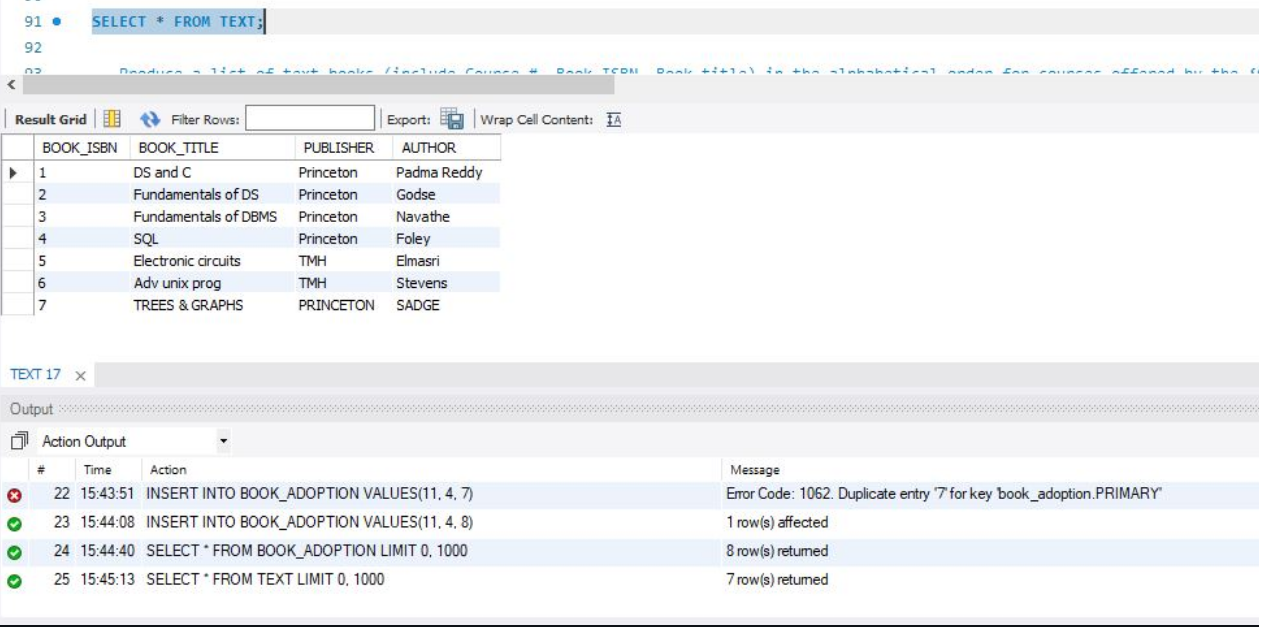 91 SELECT * FROM TEXT;
92
93 Produce a list of text books (include Course #, Book_ISBN, Book_title) in the alphabetical order for courses offered by the
Result Grid Filter Rows: Export: Wrap Cell Content: IA
BOOK_ISBN BOOK_TITLE PUBLISHER AUTHOR
1 DS and C Princeton Padma Reddy
2 Fundamentals of DS Princeton Godse
3 Fundamentals of DBMS Princeton Navathe
4 SQL Princeton Foley
5 Electronic circuits TMH Elmasri
6 Adv unix prog TMH Stevens
7 TREES & GRAPHS PRINCETON SADGE
TEXT 17
Output
Action Output
# Time Action Message
22 15:43:51 INSERT INTO BOOK_ADOPTION VALUES(11, 4, 7) Error Code: 1062. Duplicate entry '7' for key 'book_adoption.PRIMARY'
23 15:44:08 INSERT INTO BOOK_ADOPTION VALUES(11, 4, 8) 1 row(s) affected
24 15:44:40 SELECT * FROM BOOK_ADOPTION LIMIT 0, 1000 8 row(s) returned
25 15:45:13 SELECT * FROM TEXT LIMIT 0, 1000 7 row(s) returned